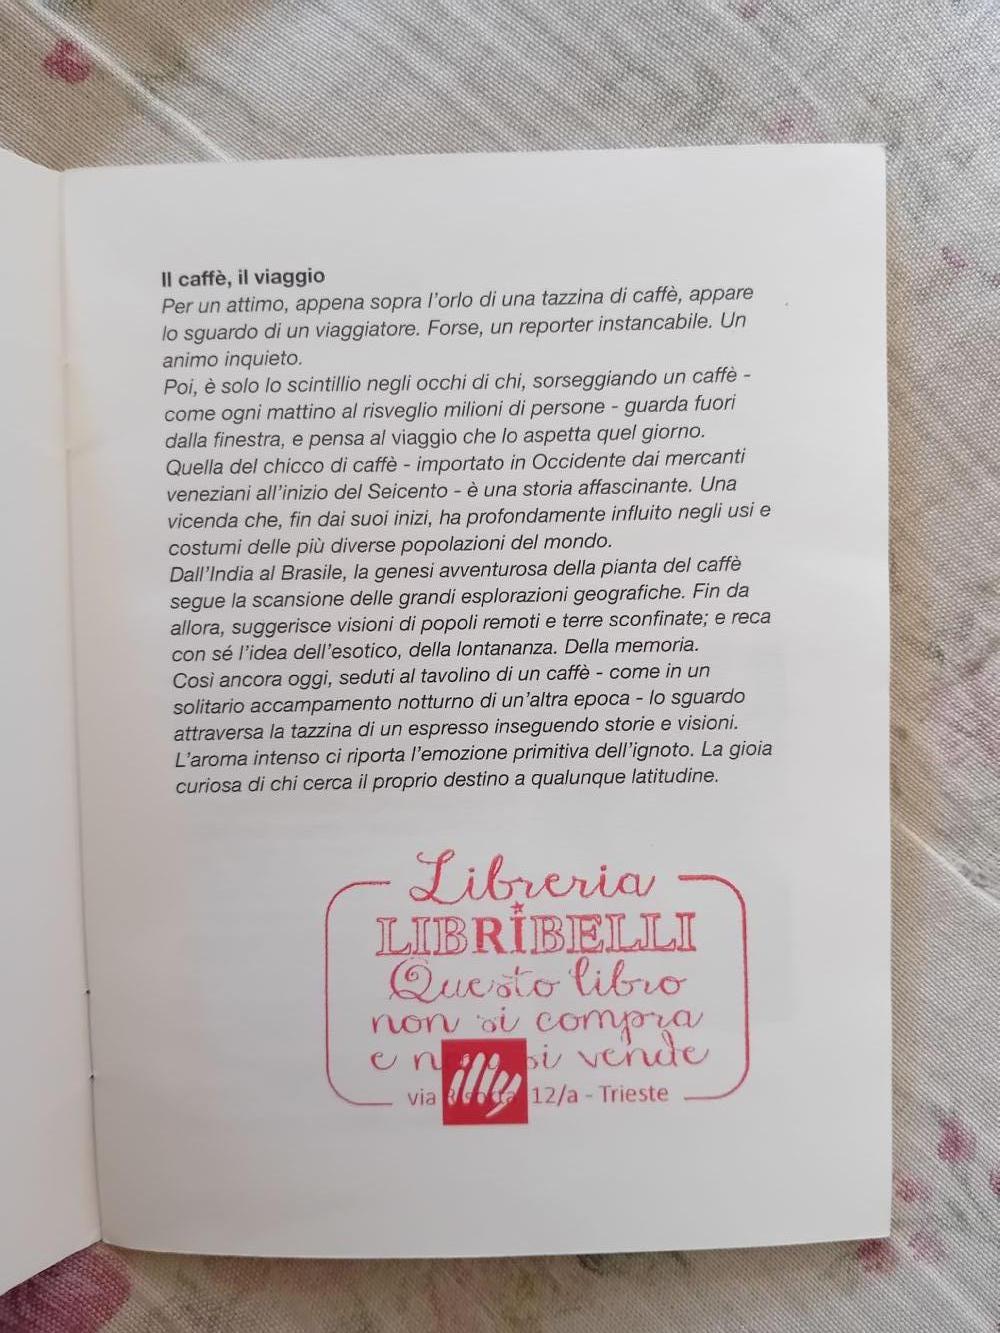 Il caffè, il viaggio
Per un attimo, appena sopra l'orlo di una tazzina di caffè, appare
lo sguardo di un viaggiatore. Forse, un reporter instancabile. Un
animo inquieto.
Poi, è solo lo scintillio negli occhi di chi, sorseggiando un caffè -
come ogni mattino al risveglio milioni di persone - guarda fuori
dalla finestra, e pensa al viaggio che lo aspetta quel giorno.
Quella del chicco di caffè - importato in Occidente dai mercanti
veneziani all'inizio del Seicento - è una storia affascinante. Una
vicenda che, fin dai suoi inizi, ha profondamente influito negli usi e
costumi delle più diverse popolazioni del mondo.
Dall'India al Brasile, la genesi avventurosa della pianta del caffè
segue la scansione delle grandi esplorazioni geografiche. Fin da
allora, suggerisce visioni di popoli remoti e terre sconfinate; e reca
con sé l'idea dell'esotico, della lontananza. Della memoria.
Così ancora oggi, seduti al tavolino di un caffè - come in un
solitario accampamento notturno di un'altra epoca - lo sguardo
attraversa la tazzina di un espresso inseguendo storie e visioni.
L'aroma intenso ci riporta l'emozione primitiva dell'ignoto. La gioia
curiosa di chi cerca il proprio destino a qualunque latitudine.
Libreria
LIBRIBELLI
Questo libro
non si compra
e non si vende
via 12/a - Trieste
illy